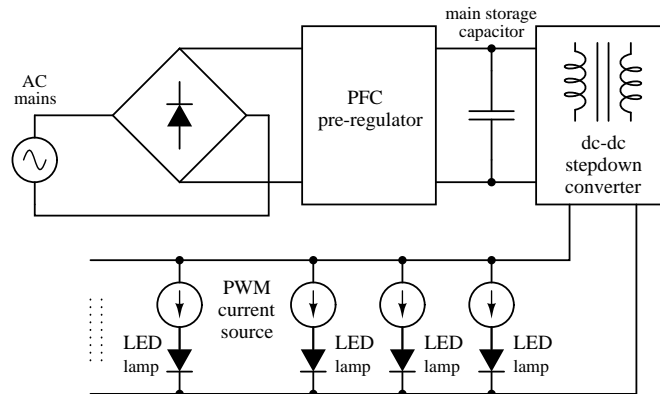 main storage
capacitor
AC
mains
PFC
pre-regulator
dc-dc
stepdown
converter
PWM
current
source
LED
lamp
LED
lamp
LED
lamp
LED
lamp